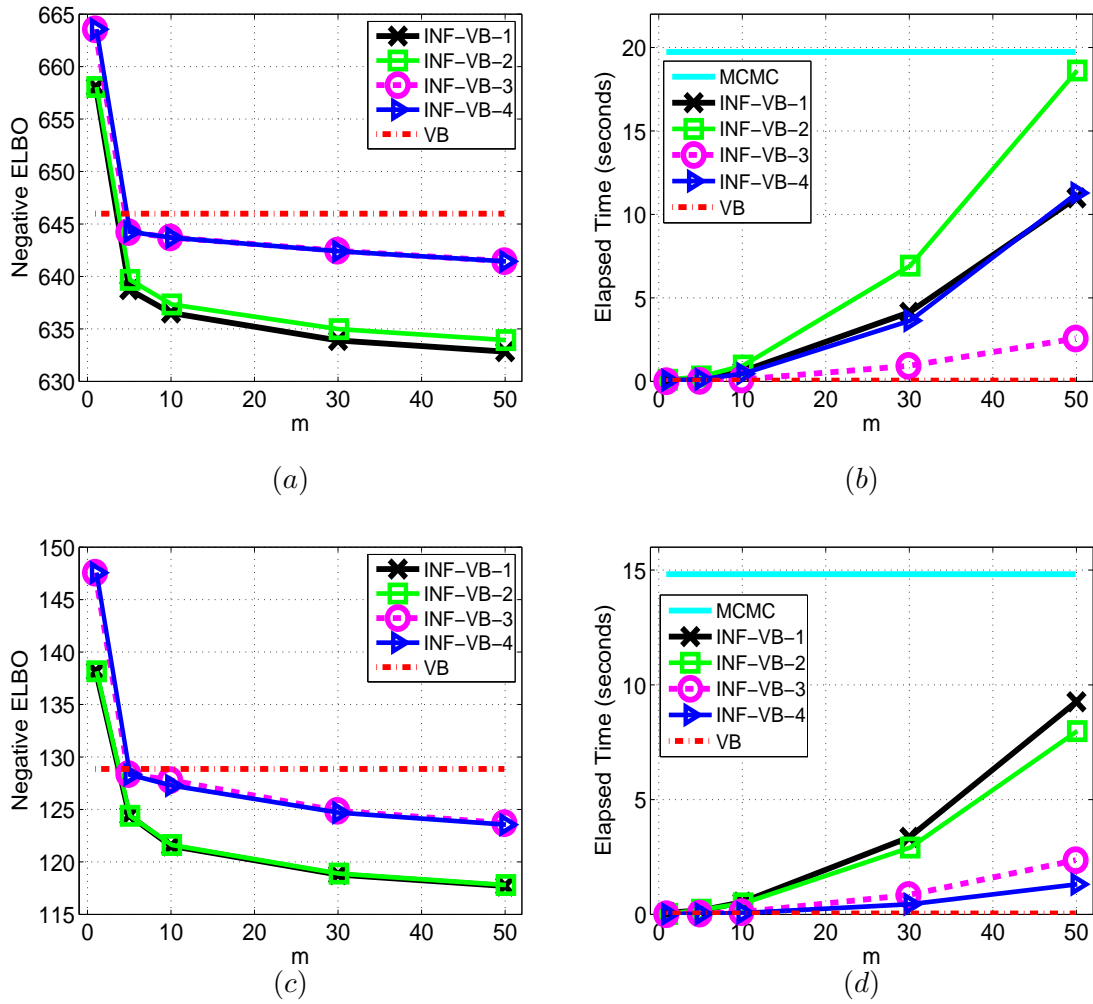 (a)
Negative ELBO
665
660
655
650
645
640
635
630
0
10
20
30
40
50
m
INF-VB-1
INF-VB-2
INF-VB-3
INF-VB-4
VB
(b)
Elapsed Time (seconds)
20
15
10
5
0
0
10
20
30
40
50
m
MCMC
INF-VB-1
INF-VB-2
INF-VB-3
INF-VB-4
VB
(c)
Negative ELBO
150
145
140
135
130
125
120
115
0
10
20
30
40
50
m
INF-VB-1
INF-VB-2
INF-VB-3
INF-VB-4
VB
(d)
Elapsed Time (seconds)
15
10
5
0
0
10
20
30
40
50
m
MCMC
INF-VB-1
INF-VB-2
INF-VB-3
INF-VB-4
VB